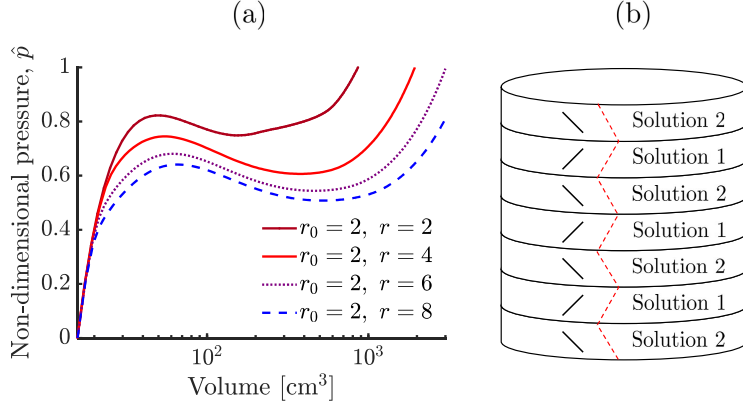 (a)
(b)
Non-dimensional pressure, p̂
1
0.8
0.6
0.4
0.2
0
r₀ = 2, r = 2
r₀ = 2, r = 4
r₀ = 2, r = 6
r₀ = 2, r = 8
10²
10³
Volume [cm³]
Solution 2
Solution 1
Solution 2
Solution 1
Solution 2
Solution 1
Solution 2